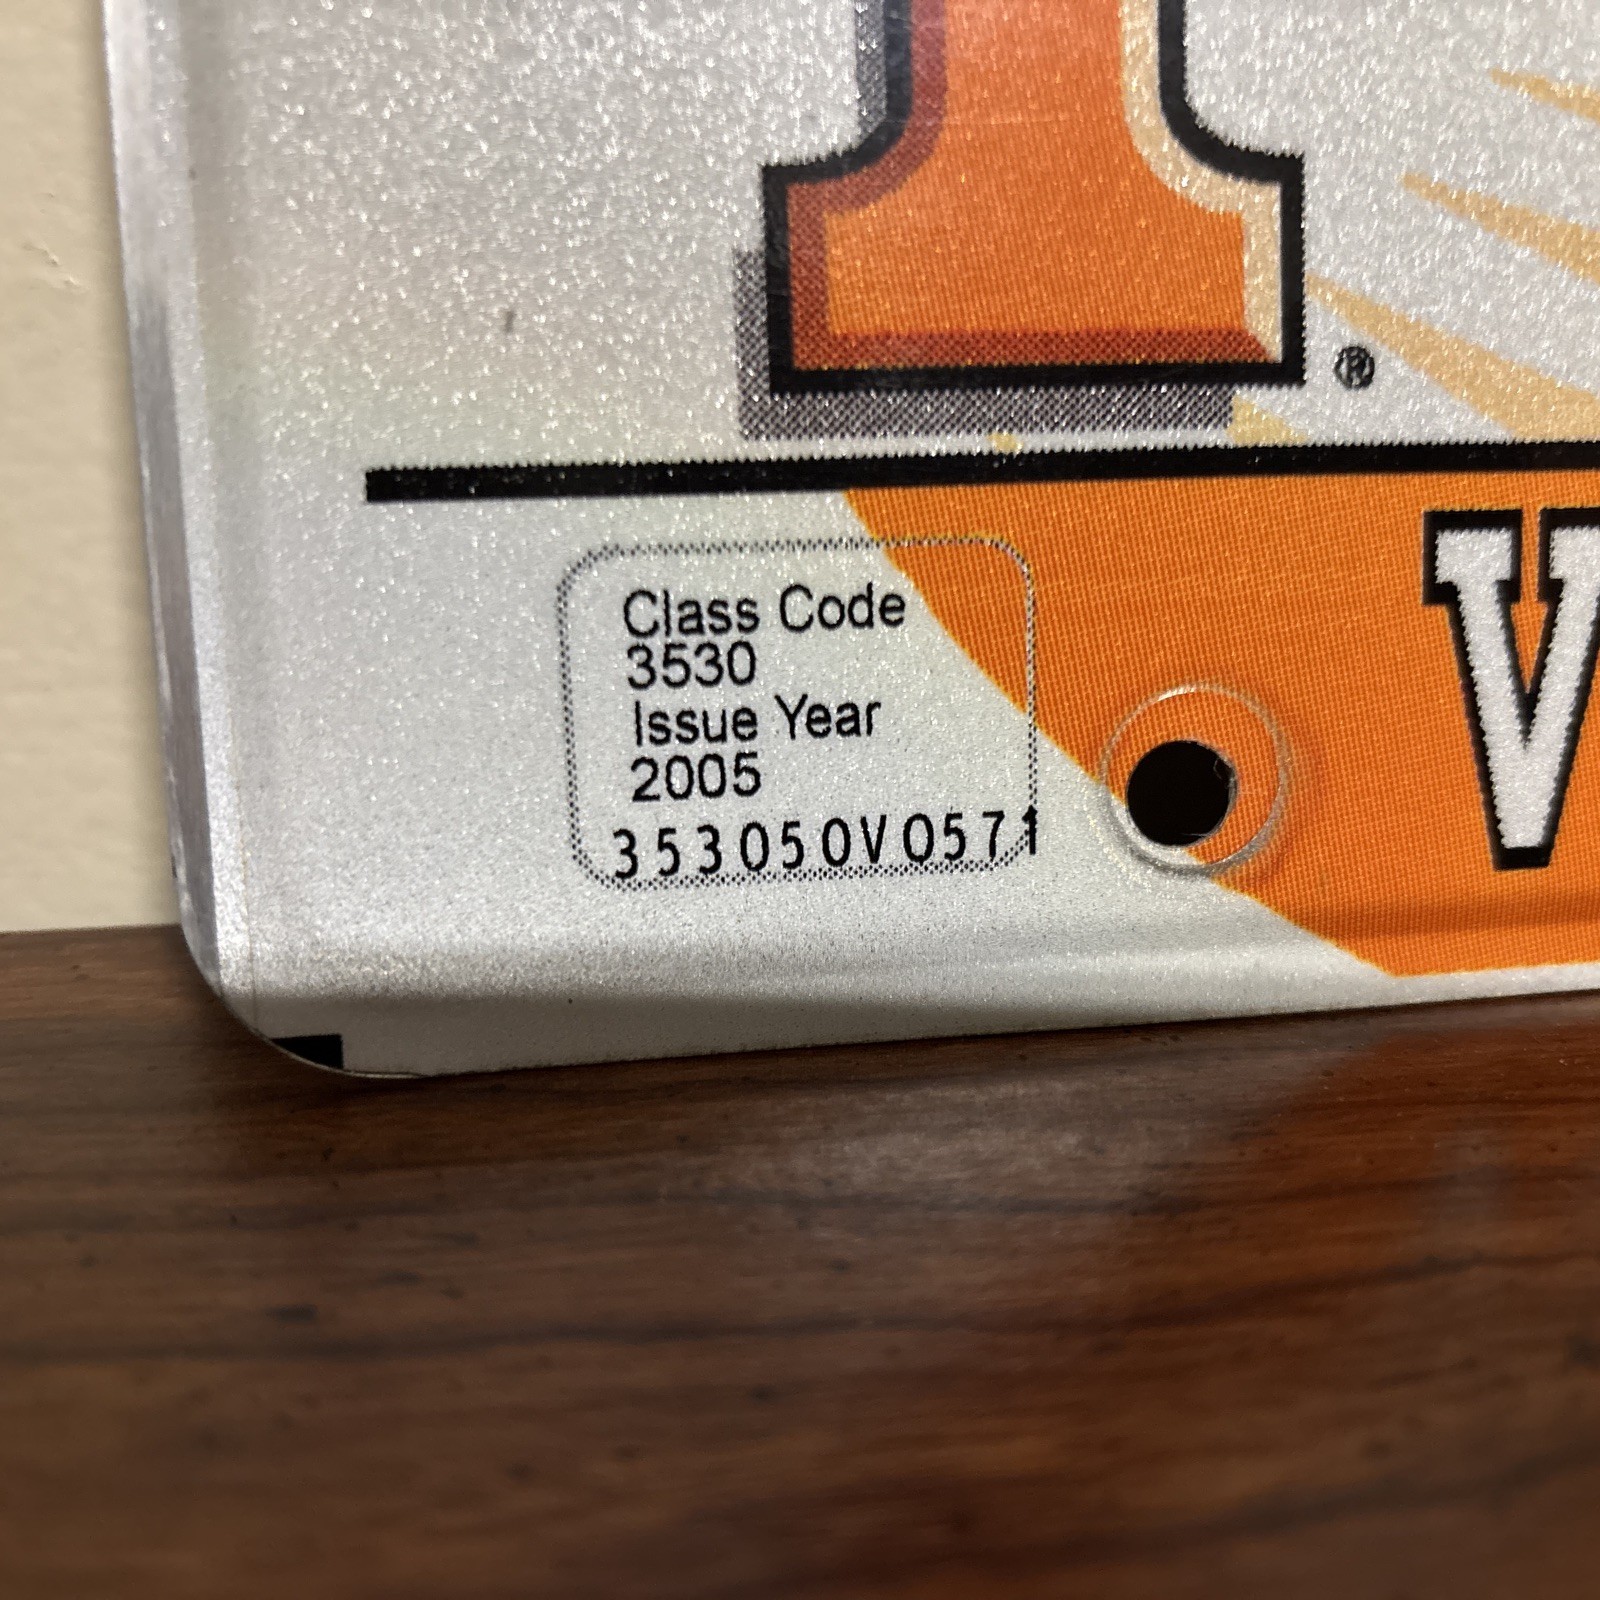 ®
V
Class Code
3530
Issue Year
2005
353050V0571